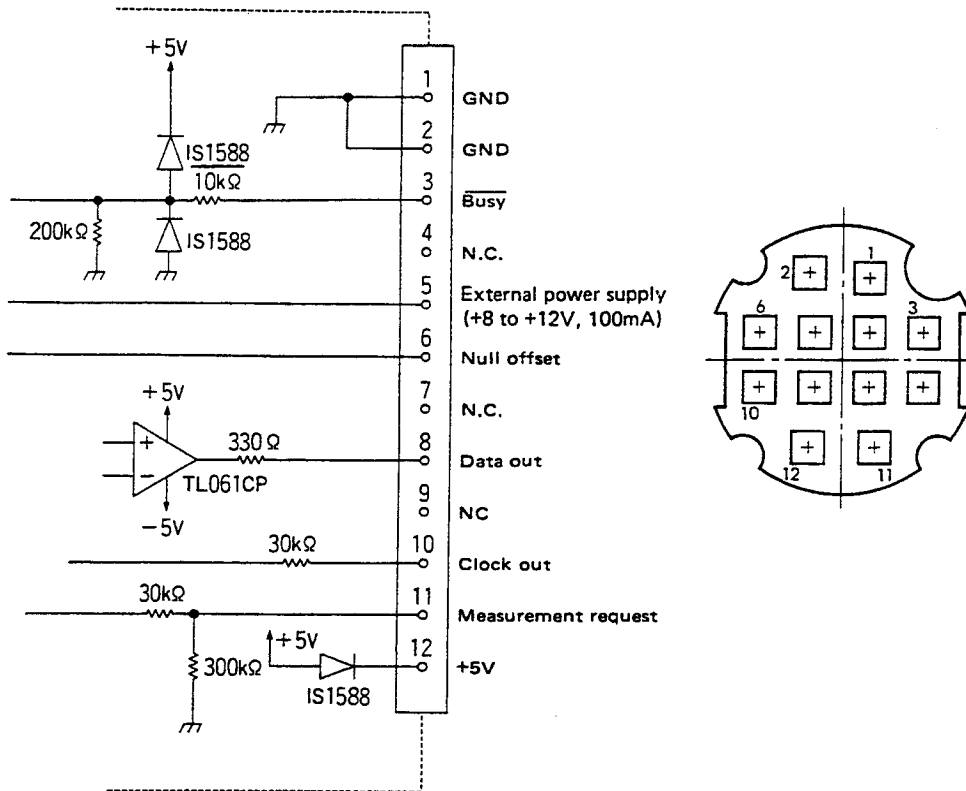 +5V
1
GND
2
GND
IS1588
10kΩ
3
Busy
200kΩ
IS1588
4
N.C.
5
External power supply
(+8 to +12V, 100mA)
6
Null offset
+5V
7
N.C.
330Ω
8
Data out
+
−
TL061CP
−5V
9
NC
30kΩ
10
Clock out
30kΩ
11
Measurement request
+5V
12
+5V
300kΩ
IS1588
2
1
6
3
10
12
11